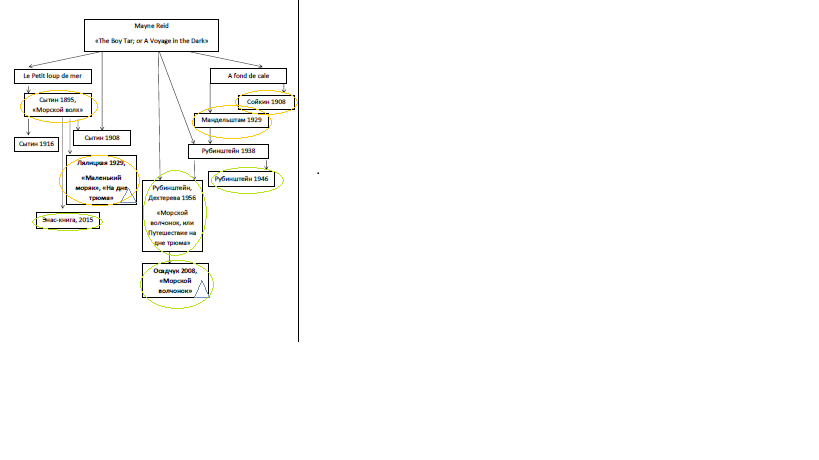 Mayne Reid
«The Boy Tar; or A Voyage in the Dark»
Le Petit loup de mer
A fond de cale
Сытин 1895,
«Морской волк»
Сойкин 1908
Мандельштам 1929
Сытин 1916
Сытин 1908
Рубинштейн 1938
Лялицкая 1929,
«Маленький
моряк», «На дне
трюма»
Рубинштейн 1946
Рубинштейн,
Дехтерева 1956
«Морской
волчонок, или
Путешествие на
дне трюма»
Энас-книга, 2015
Осадчук 2008,
«Морской
волчонок»